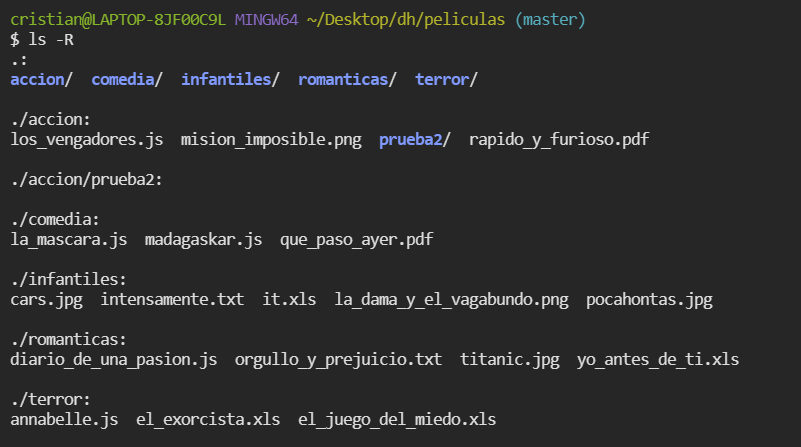 cristian@LAPTOP-8JF00C9L MINGW64 ~/Desktop/dh/peliculas (master)
$ ls -R
.:
accion/  comedia/  infantiles/  romanticas/  terror/

./accion:
los_vengadores.js  mision_imposible.png  prueba2/  rapido_y_furioso.pdf

./accion/prueba2:

./comedia:
la_mascara.js  madagaskar.js  que_paso_ayer.pdf

./infantiles:
cars.jpg  intensamente.txt  it.xls  la_dama_y_el_vagabundo.png  pocahontas.jpg

./romanticas:
diario_de_una_pasion.js  orgullo_y_prejuicio.txt  titanic.jpg  yo_antes_de_ti.xls

./terror:
annabelle.js  el_exorcista.xls  el_juego_del_miedo.xls